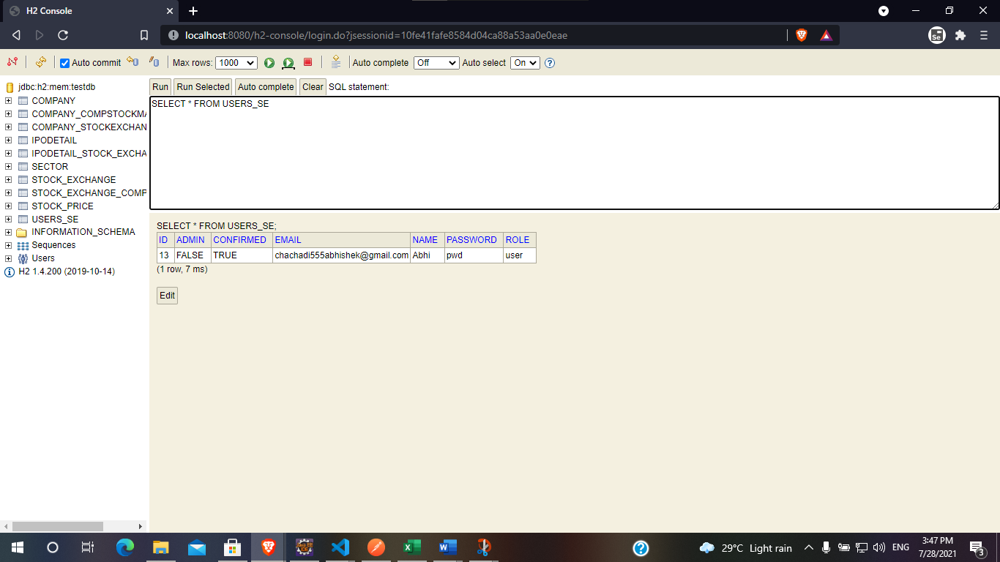 H2 Console
localhost:8080/h2-console/login.do?jsessionid=10fe41fafe8584d04ca88a53aa0e0eae
Se
Auto commit Max rows: 1000 Auto complete Off Auto select On
jdbc:h2:mem:testdb
COMPANY
COMPANY_COMPSTOCKMA
COMPANY_STOCKEXCHAN
IPODETAIL
IPODETAIL_STOCK_EXCHA
SECTOR
STOCK_EXCHANGE
STOCK_EXCHANGE_COMP
STOCK_PRICE
USERS_SE
INFORMATION_SCHEMA
Sequences
Users
H2 1.4.200 (2019-10-14)
Run Run Selected Auto complete Clear SQL statement:
SELECT * FROM USERS_SE
SELECT * FROM USERS_SE;
ID ADMIN CONFIRMED EMAIL NAME PASSWORD ROLE
13 FALSE TRUE chachadi555abhishek@gmail.com Abhi pwd user
(1 row, 7 ms)
Edit
29°C Light rain ENG 3:47 PM
7/28/2021
3